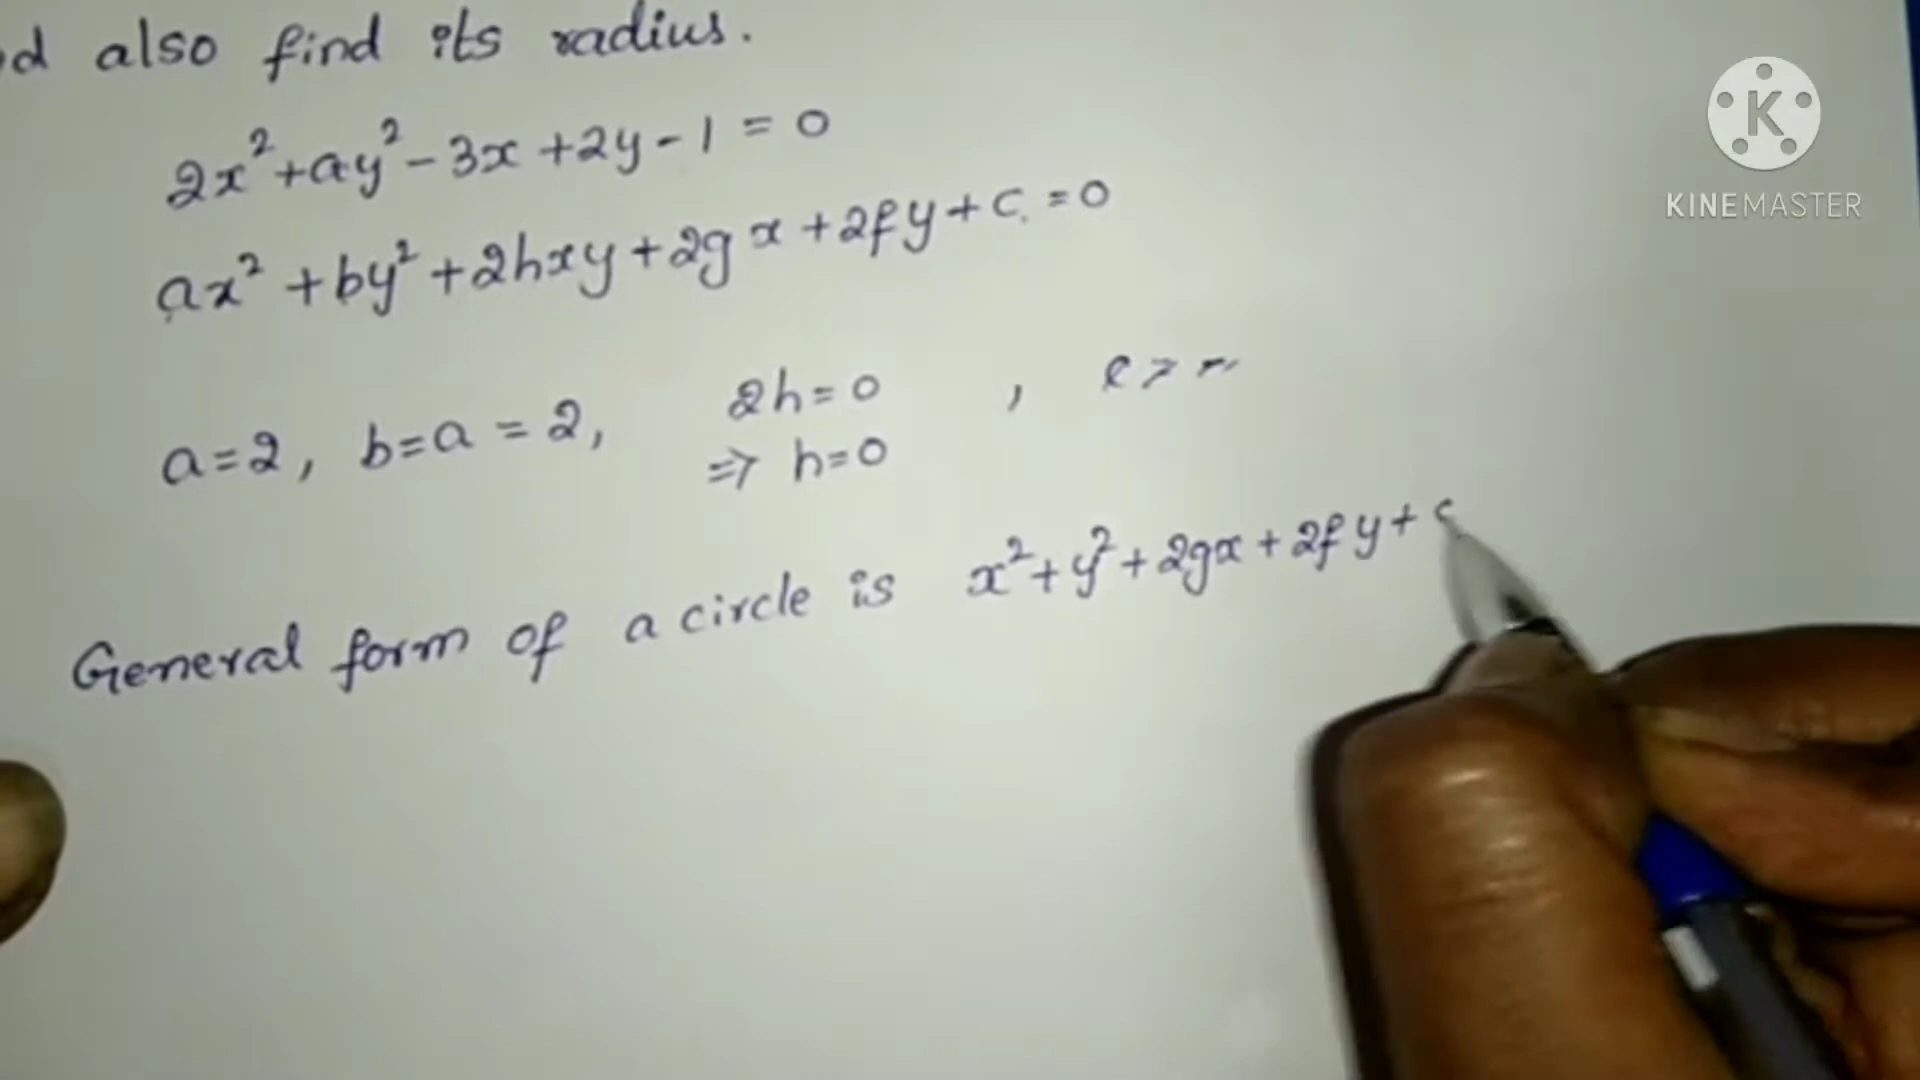 also find its radius.
2x² + ay² - 3x + 2y - 1 = 0
ax² + by² + 2hxy + 2gx + 2fy + c = 0
a = 2, b = a = 2, 2h = 0 ,
⇒ h = 0
General form of a circle is x² + y² + 2gx + 2fy +
K
KINEMASTER